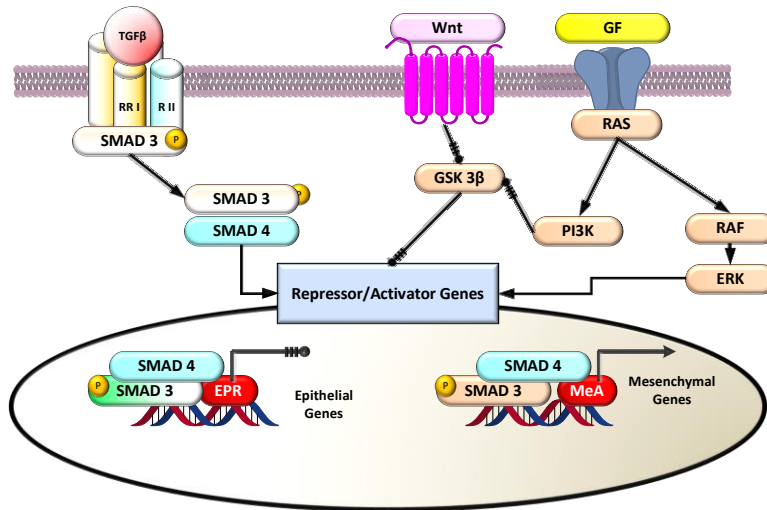 TGFβ
Wnt
GF
RR I
R II
SMAD 3
P
RAS
GSK 3β
SMAD 3
P
SMAD 4
PI3K
RAF
ERK
Repressor/Activator Genes
SMAD 4
P
SMAD 3
EPR
Epithelial
Genes
SMAD 4
P
SMAD 3
MeA
Mesenchymal
Genes